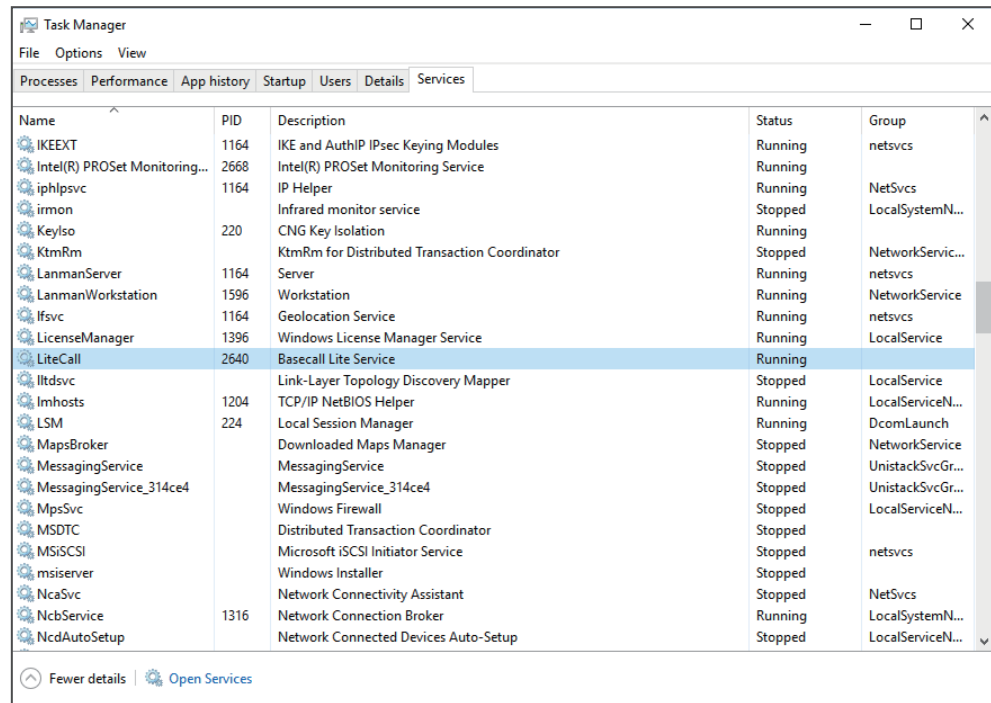 Task Manager
File Options View
Processes Performance App history Startup Users Details Services
Name PID Description Status Group
IKEEXT 1164 IKE and AuthIP IPsec Keying Modules Running netsvcs
Intel(R) PROSet Monitoring... 2668 Intel(R) PROSet Monitoring Service Running
iphlpsvc 1164 IP Helper Running NetSvcs
irmon Infrared monitor service Stopped LocalSystemN...
KeyIso 220 CNG Key Isolation Running
KtmRm KtmRm for Distributed Transaction Coordinator Stopped NetworkServic...
LanmanServer 1164 Server Running netsvcs
LanmanWorkstation 1596 Workstation Running NetworkService
lfsvc 1164 Geolocation Service Running netsvcs
LicenseManager 1396 Windows License Manager Service Running LocalService
LiteCall 2640 Basecall Lite Service Running
lltdsvc Link-Layer Topology Discovery Mapper Stopped LocalService
lmhosts 1204 TCP/IP NetBIOS Helper Running LocalServiceN...
LSM 224 Local Session Manager Running DcomLaunch
MapsBroker Downloaded Maps Manager Stopped NetworkService
MessagingService MessagingService Stopped UnistackSvcGr...
MessagingService_314ce4 MessagingService_314ce4 Stopped UnistackSvcGr...
MpsSvc Windows Firewall Stopped LocalServiceN...
MSDTC Distributed Transaction Coordinator Stopped
MSiSCSI Microsoft iSCSI Initiator Service Stopped netsvcs
msiserver Windows Installer Stopped
NcaSvc Network Connectivity Assistant Stopped NetSvcs
NcbService 1316 Network Connection Broker Running LocalSystemN...
NcdAutoSetup Network Connected Devices Auto-Setup Stopped LocalServiceN...
Fewer details Open Services